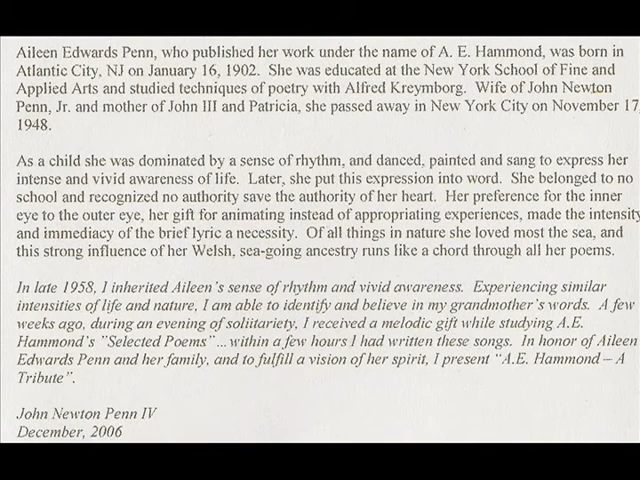 Aileen Edwards Penn, who published her work under the name of A. E. Hammond, was born in
Atlantic City, NJ on January 16, 1902. She was educated at the New York School of Fine and
Applied Arts and studied techniques of poetry with Alfred Kreymborg. Wife of John Newton
Penn, Jr. and mother of John III and Patricia, she passed away in New York City on November 17,
1948.
As a child she was dominated by a sense of rhythm, and danced, painted and sang to express her
intense and vivid awareness of life. Later, she put this expression into word. She belonged to no
school and recognized no authority save the authority of her heart. Her preference for the inner
eye to the outer eye, her gift for animating instead of appropriating experiences, made the intensity
and immediacy of the brief lyric a necessity. Of all things in nature she loved most the sea, and
this strong influence of her Welsh, sea-going ancestry runs like a chord through all her poems.
In late 1958, I inherited Aileen's sense of rhythm and vivid awareness. Experiencing similar
intensities of life and nature, I am able to identify and believe in my grandmother's words. A few
weeks ago, during an evening of soliitariety, I received a melodic gift while studying A.E.
Hammond's "Selected Poems"... within a few hours I had written these songs. In honor of Aileen
Edwards Penn and her family, and to fulfill a vision of her spirit, I present "A.E. Hammond – A
Tribute".
John Newton Penn IV
December, 2006